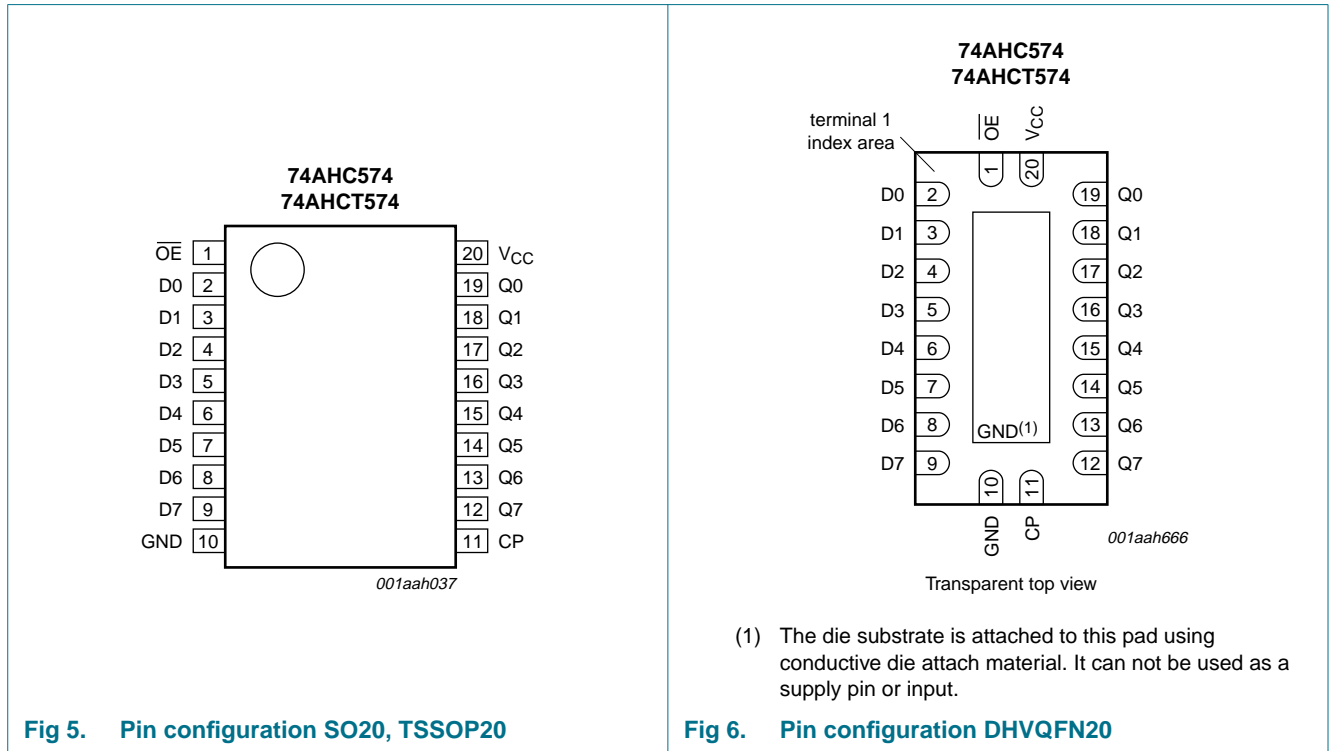 74AHC574
74AHCT574
OE 1 20 VCC
D0 2 19 Q0
D1 3 18 Q1
D2 4 17 Q2
D3 5 16 Q3
D4 6 15 Q4
D5 7 14 Q5
D6 8 13 Q6
D7 9 12 Q7
GND 10 11 CP
001aah037
Fig 5. Pin configuration SO20, TSSOP20
74AHC574
74AHCT574
terminal 1
index area
OE VCC
1 20
D0 2 19 Q0
D1 3 18 Q1
D2 4 17 Q2
D3 5 16 Q3
D4 6 15 Q4
D5 7 14 Q5
D6 8 GND(1) 13 Q6
D7 9 12 Q7
10 11
GND CP
001aah666
Transparent top view
(1) The die substrate is attached to this pad using
conductive die attach material. It can not be used as a
supply pin or input.
Fig 6. Pin configuration DHVQFN20